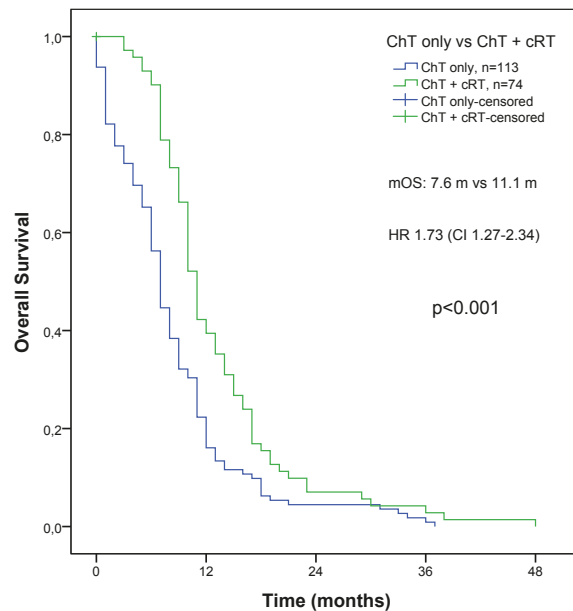 ChT only vs ChT + cRT
ChT only, n=113
ChT + cRT, n=74
ChT only-censored
ChT + cRT-censored
mOS: 7.6 m vs 11.1 m
HR 1.73 (CI 1.27-2.34)
p<0.001
Overall Survival
1,0
0,8
0,6
0,4
0,2
0,0
0 12 24 36 48
Time (months)